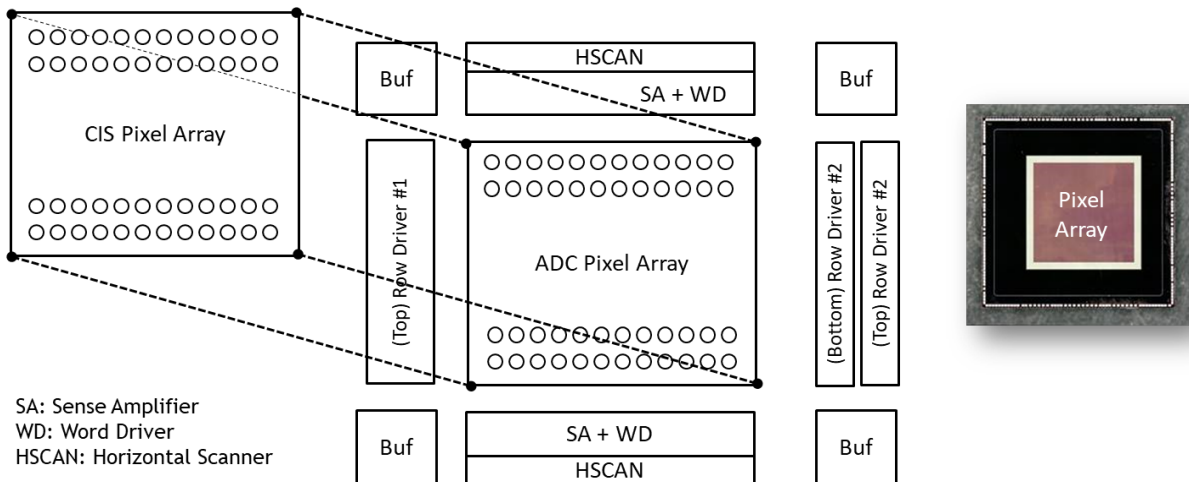 HSCAN
Buf
SA + WD
Buf
CIS Pixel Array
(Top) Row Driver #1
ADC Pixel Array
(Bottom) Row Driver #2
(Top) Row Driver #2
Pixel
Array
SA: Sense Amplifier
WD: Word Driver
HSCAN: Horizontal Scanner
Buf
SA + WD
Buf
HSCAN